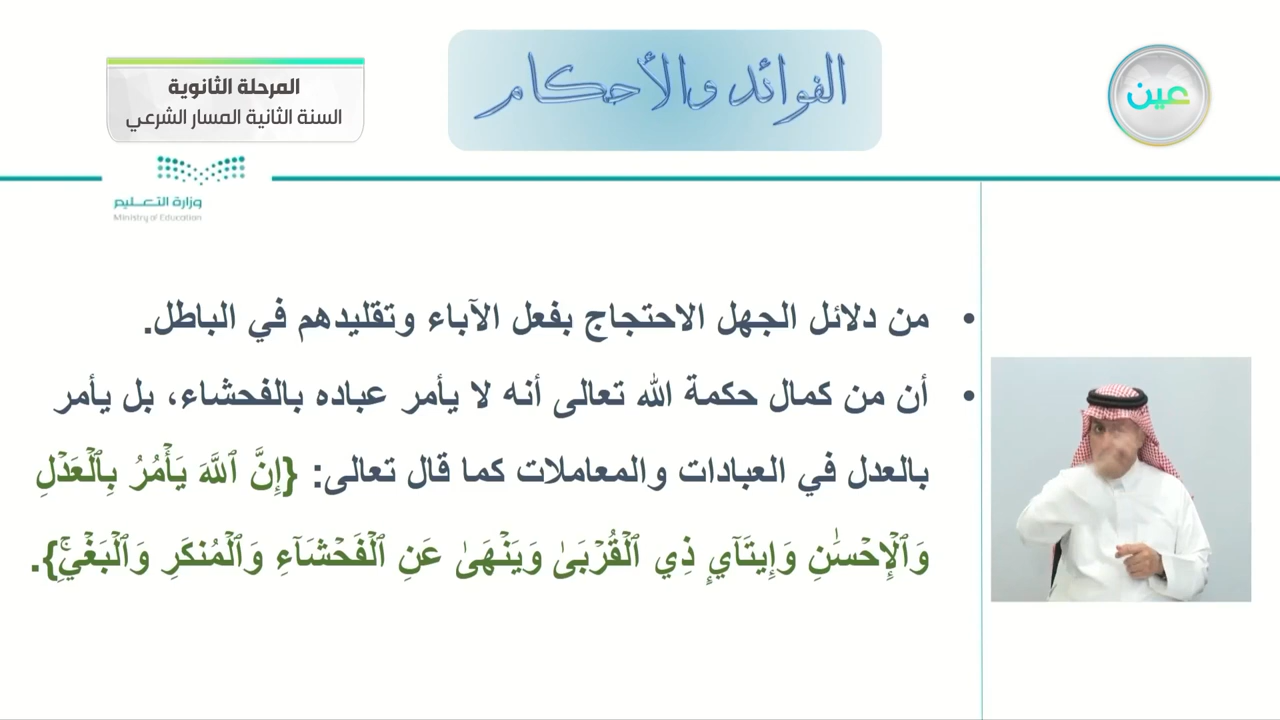 عين
الفوائد والأحكام
المرحلة الثانوية
السنة الثانية المسار الشرعي
وزارة التعليم
Ministry of Education
• من دلائل الجهل الاحتجاج بفعل الآباء وتقليدهم في الباطل.
• أن من كمال حكمة الله تعالى أنه لا يأمر عباده بالفحشاء، بل يأمر
بالعدل في العبادات والمعاملات كما قال تعالى: {إِنَّ ٱللَّهَ يَأۡمُرُ بِٱلۡعَدۡلِ
وَٱلۡإِحۡسَٰنِ وَإِيتَآيِٕ ذِي ٱلۡقُرۡبَىٰ وَيَنۡهَىٰ عَنِ ٱلۡفَحۡشَآءِ وَٱلۡمُنكَرِ وَٱلۡبَغۡيِۚ}.